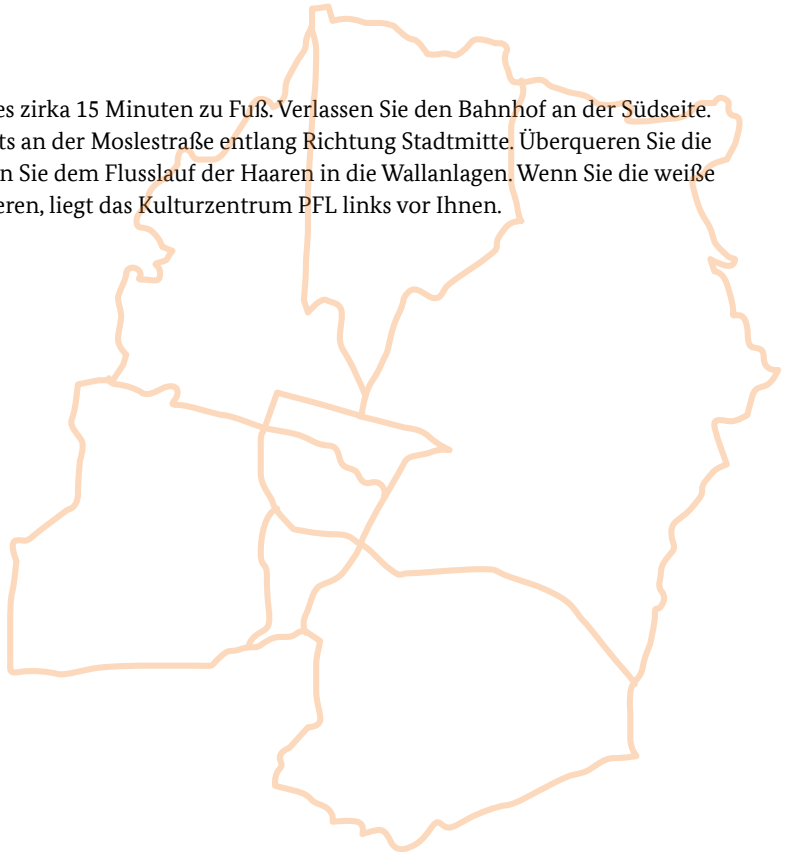 es zirka 15 Minuten zu Fuß. Verlassen Sie den Bahnhof an der Südseite.
ts an der Moslestraße entlang Richtung Stadtmitte. Überqueren Sie die
n Sie dem Flusslauf der Haaren in die Wallanlagen. Wenn Sie die weiße
eren, liegt das Kulturzentrum PFL links vor Ihnen.